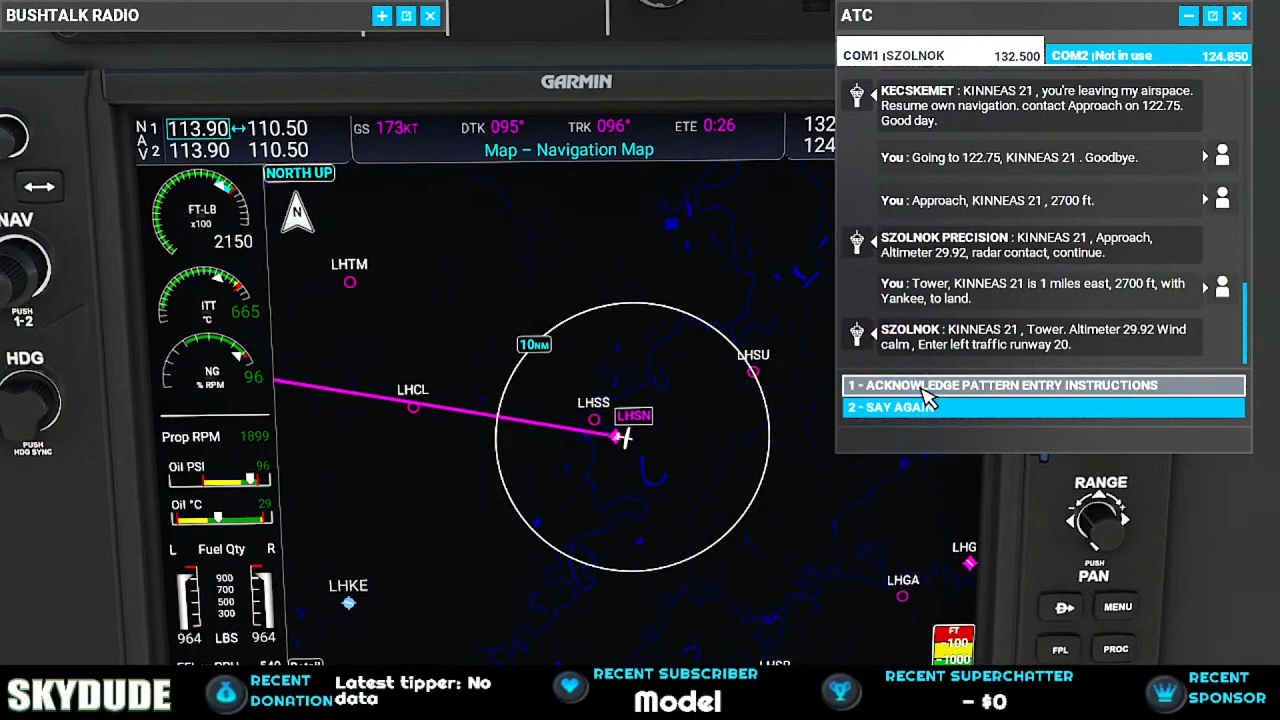 BUSHTALK RADIO
ATC
COM1 |SZOLNOK 132.500
COM2 |Not in use 124.850
KECSKEMET : KINNEAS 21 , you're leaving my airspace.
Resume own navigation. contact Approach on 122.75.
Good day.
You : Going to 122.75, KINNEAS 21 . Goodbye.
You : Approach, KINNEAS 21 , 2700 ft.
SZOLNOK PRECISION : KINNEAS 21 , Approach,
Altimeter 29.92, radar contact, continue.
You : Tower, KINNEAS 21 is 1 miles east, 2700 ft, with
Yankee, to land.
SZOLNOK : KINNEAS 21 , Tower. Altimeter 29.92 Wind
calm , Enter left traffic runway 20.
1 - ACKNOWLEDGE PATTERN ENTRY INSTRUCTIONS
2 - SAY AGAIN
GARMIN
N 1 113.90 ↔ 110.50
A
V 2 113.90 110.50
GS 173KT DTK 095° TRK 096° ETE 0:26
Map – Navigation Map
132
124
NORTH UP
N
FT-LB
x100
2150
ITT
°C
665
NG
% RPM
96
Prop RPM 1899
Oil PSI 96
Oil °C 29
L Fuel Qty R
900
700
500
300
964 LBS 964
LHTM
10NM
LHSU
LHCL
LHSS
LHSN
LHKE
LHG
LHGA
FT
-100
-1000
NAV
PUSH
1-2
HDG
PUSH
HDG SYNC
RANGE
PUSH
PAN
D
MENU
FPL
PROC
SKYDUDE
RECENT
DONATION
Latest tipper: No
data
RECENT SUBSCRIBER
Model
RECENT SUPERCHATTER
– $0
RECENT
SPONSOR